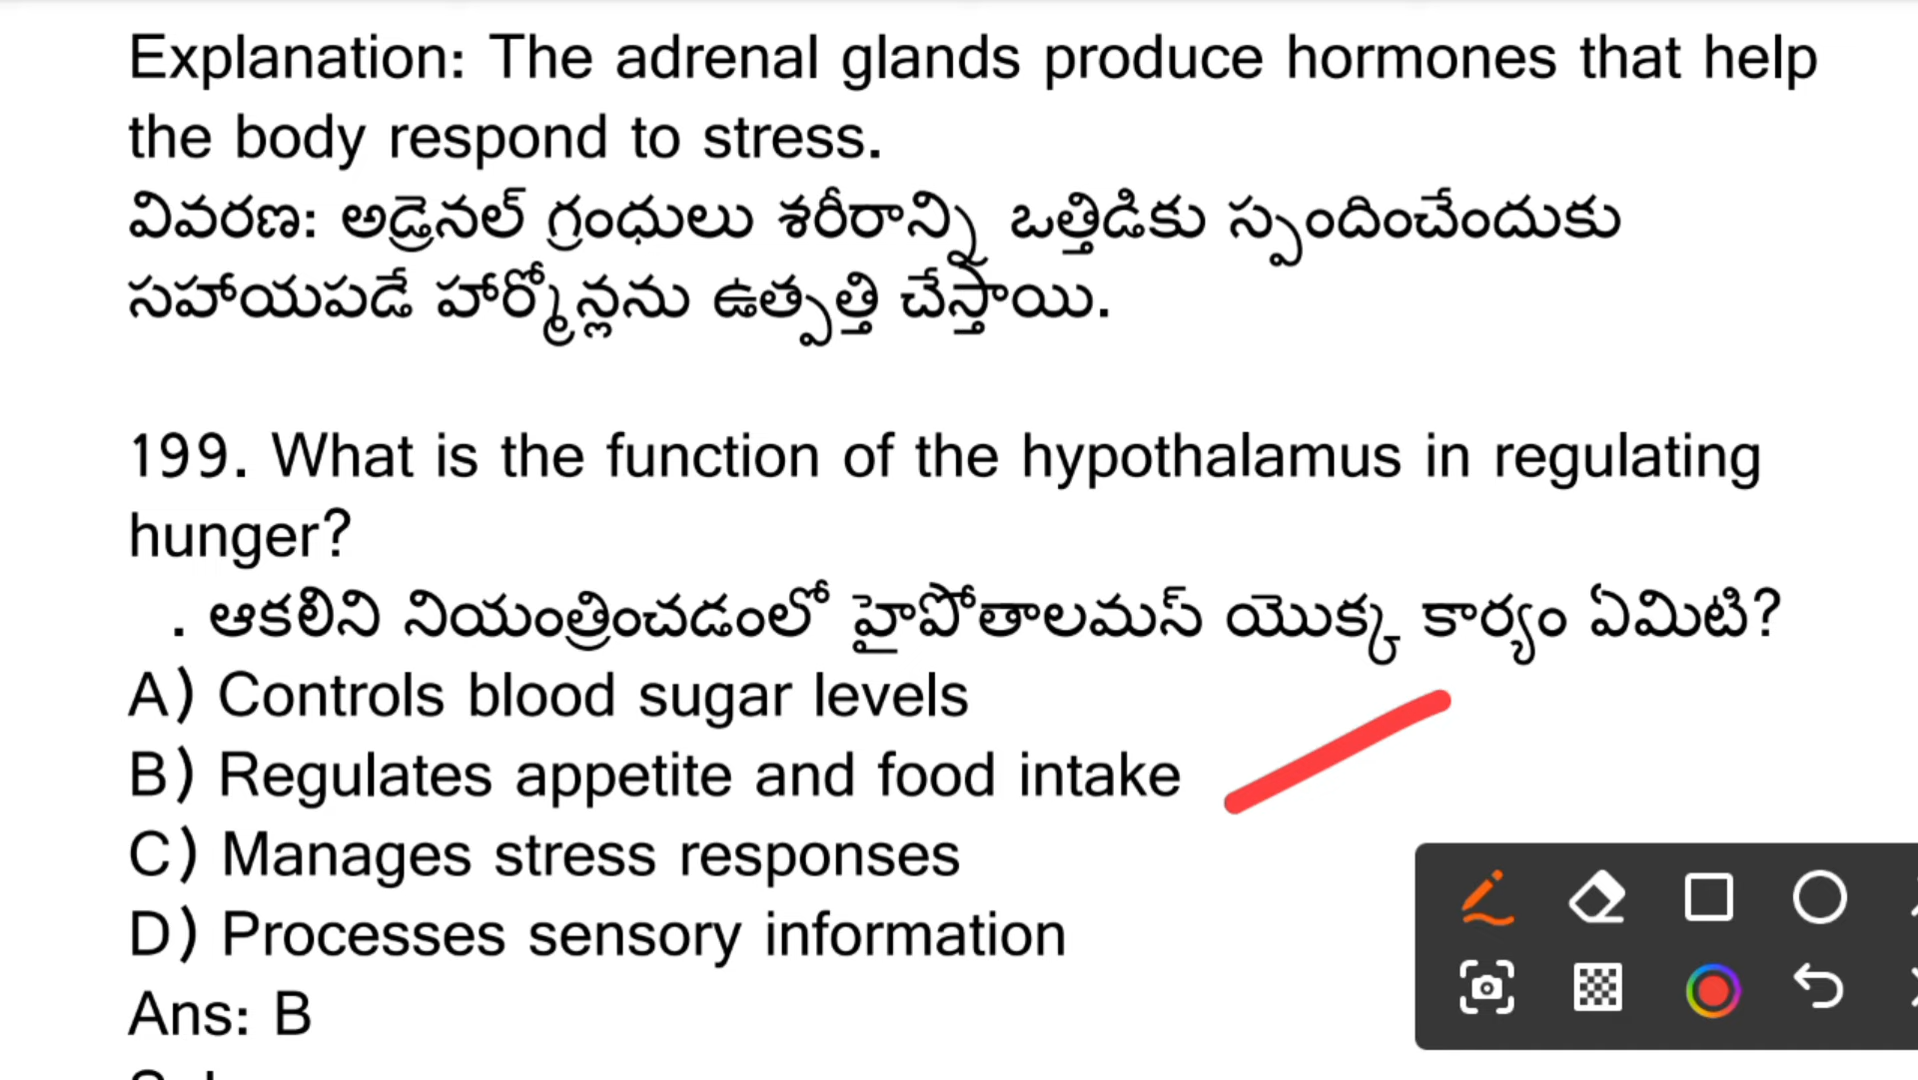 Explanation: The adrenal glands produce hormones that help
the body respond to stress.
వివరణ: అడ్రెనల్ గ్రంధులు శరీరాన్ని ఒత్తిడికు స్పందించేందుకు
సహాయపడే హార్మోన్లను ఉత్పత్తి చేస్తాయి.
199. What is the function of the hypothalamus in regulating
hunger?
. ఆకలిని నియంత్రించడంలో హైపోతాలమస్ యొక్క కార్యం ఏమిటి?
A) Controls blood sugar levels
B) Regulates appetite and food intake
C) Manages stress responses
D) Processes sensory information
Ans: B